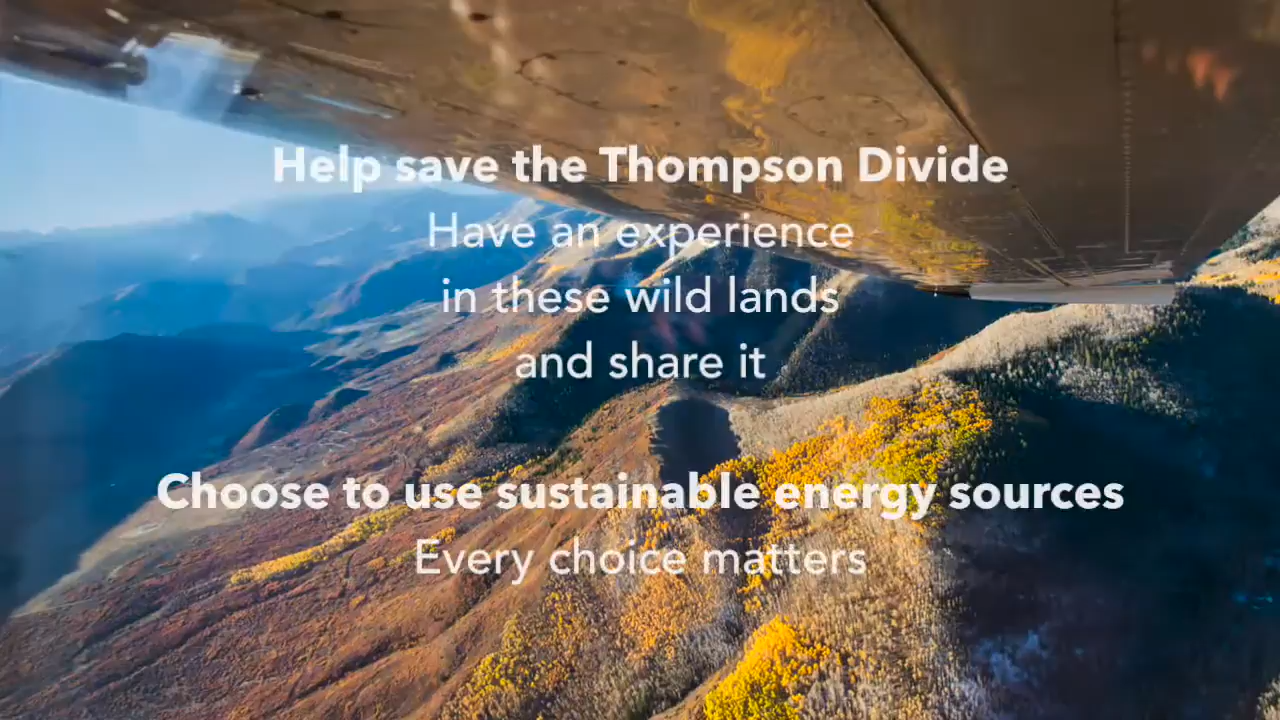 Help save the Thompson Divide
Have an experience
in these wild lands
and share it
Choose to use sustainable energy sources
Every choice matters